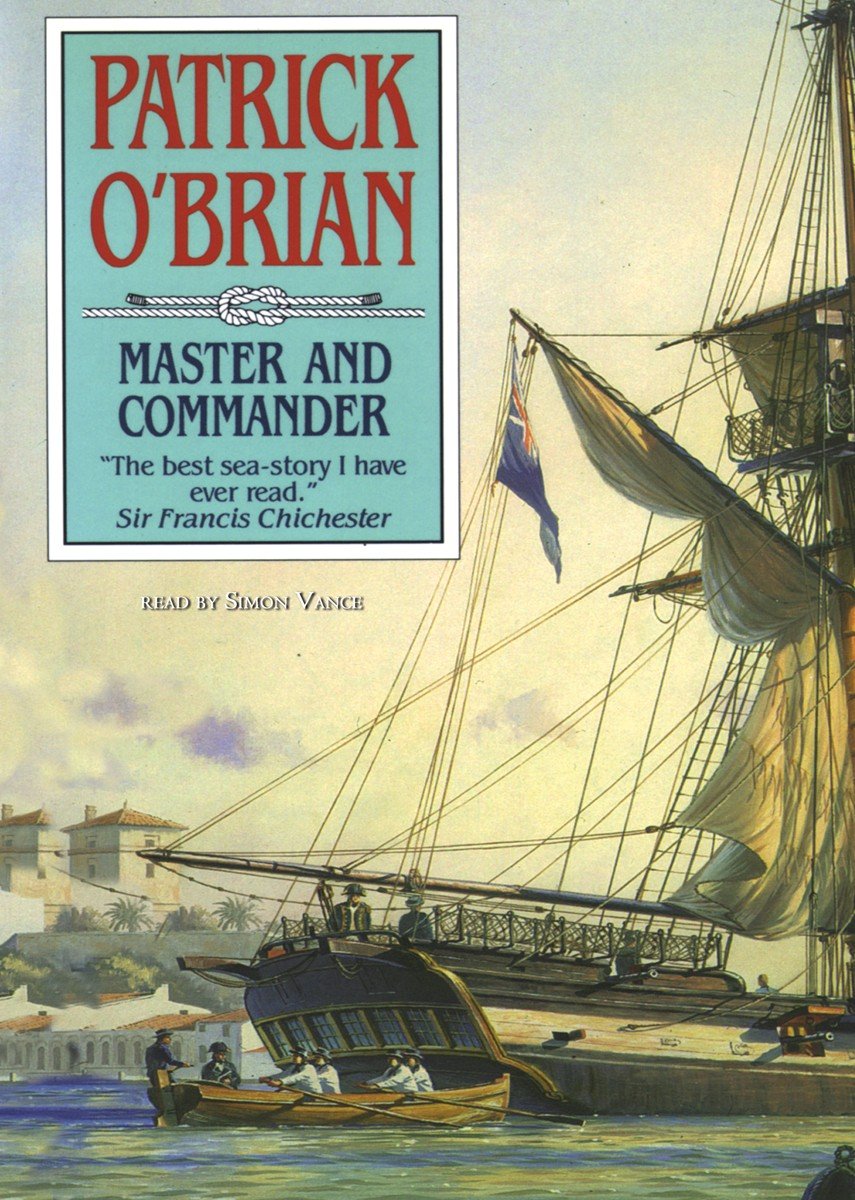 PATRICK
O'BRIAN
MASTER AND
COMMANDER
“The best sea-story I have
ever read.”
Sir Francis Chichester
READ BY SIMON VANCE